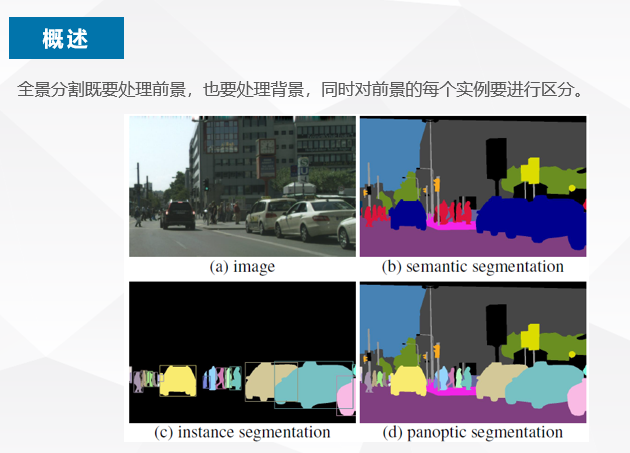 概述
全景分割既要处理前景，也要处理背景，同时对前景的每个实例要进行区分。
(a) image
(b) semantic segmentation
(c) instance segmentation
(d) panoptic segmentation